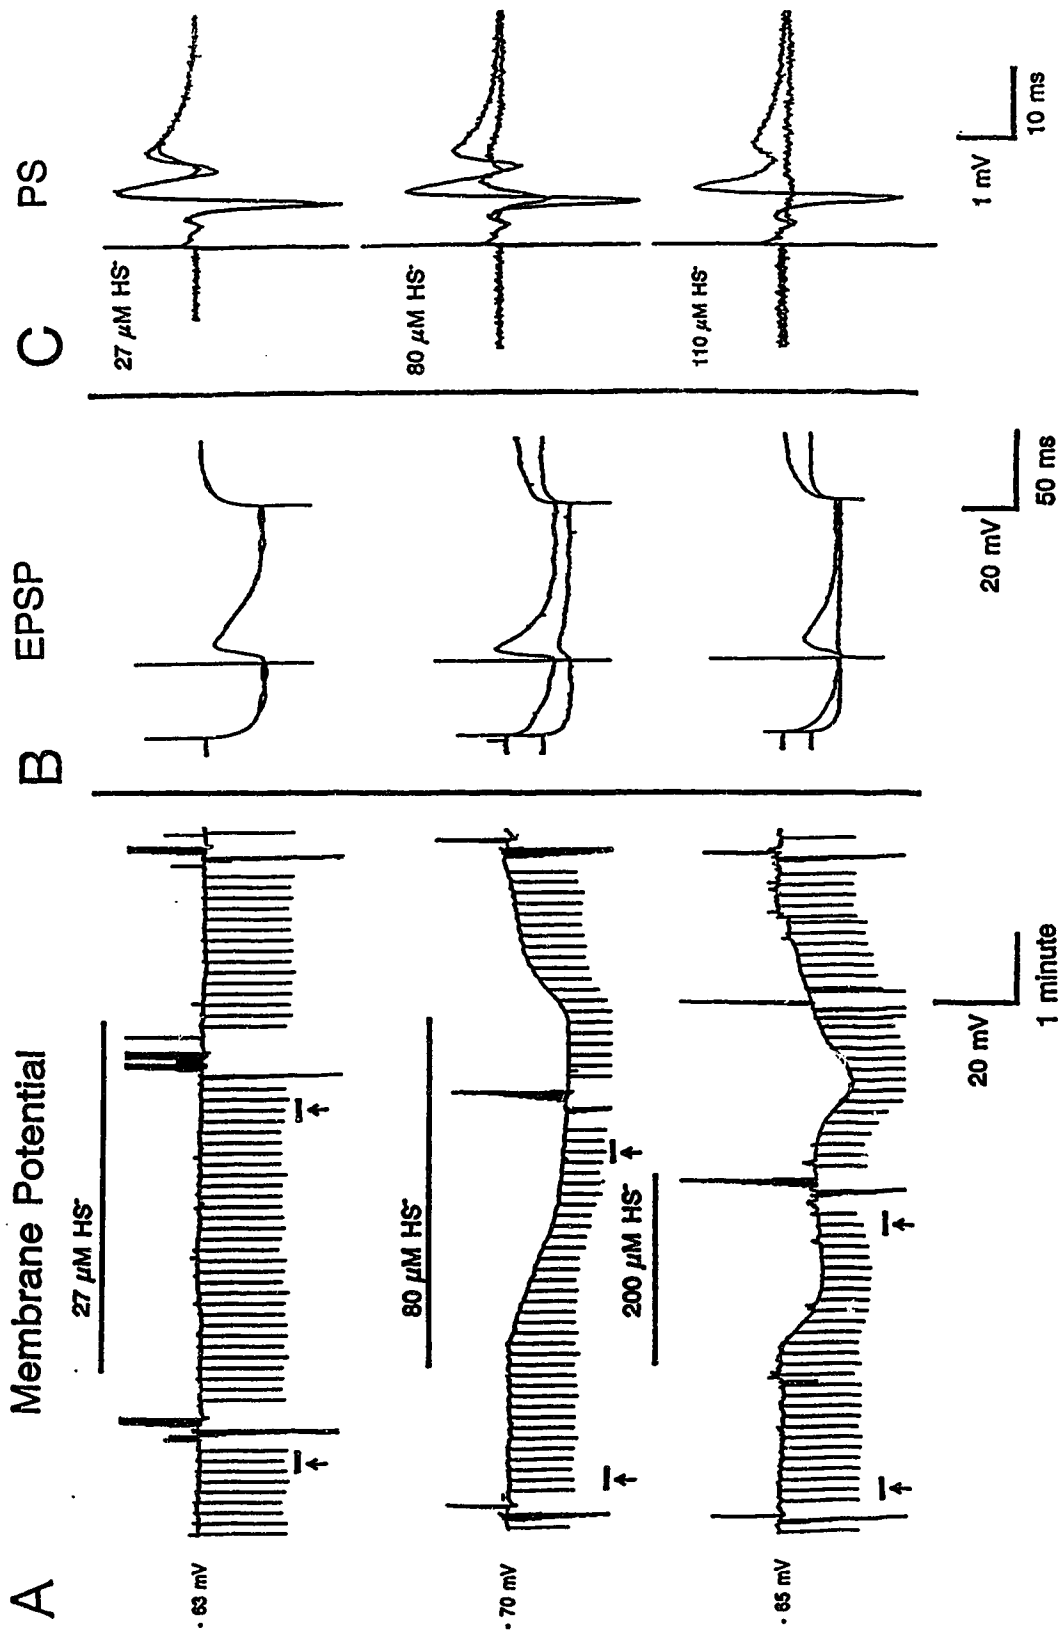 A
Membrane Potential
27 μM HS⁻
- 63 mV
80 μM HS⁻
- 70 mV
200 μM HS⁻
- 65 mV
20 mV
1 minute
B
EPSP
20 mV
50 ms
C
PS
27 μM HS⁻
80 μM HS⁻
110 μM HS⁻
1 mV
10 ms